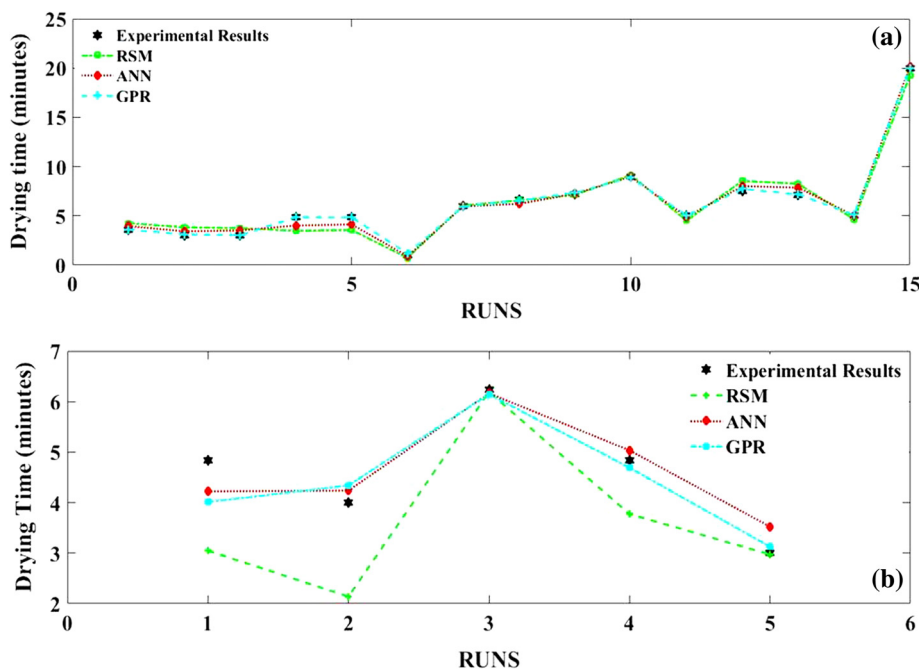 25
20
15
10
5
0
Drying time (minutes)
Experimental Results
RSM
ANN
GPR
(a)
0
5
10
15
RUNS
7
6
5
4
3
2
Drying Time (minutes)
Experimental Results
RSM
ANN
GPR
(b)
0
1
2
3
4
5
6
RUNS